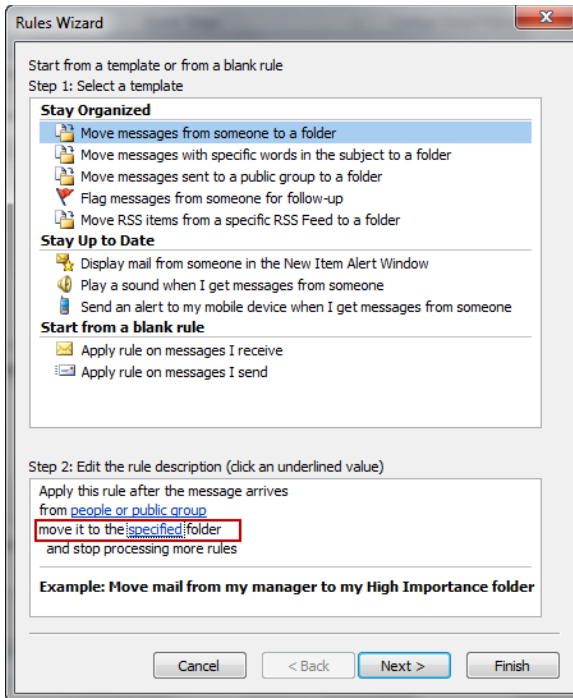 Rules Wizard
Start from a template or from a blank rule
Step 1: Select a template
Stay Organized
Move messages from someone to a folder
Move messages with specific words in the subject to a folder
Move messages sent to a public group to a folder
Flag messages from someone for follow-up
Move RSS items from a specific RSS Feed to a folder
Stay Up to Date
Display mail from someone in the New Item Alert Window
Play a sound when I get messages from someone
Send an alert to my mobile device when I get messages from someone
Start from a blank rule
Apply rule on messages I receive
Apply rule on messages I send
Step 2: Edit the rule description (click an underlined value)
Apply this rule after the message arrives
from people or public group
move it to the specified folder
and stop processing more rules
Example: Move mail from my manager to my High Importance folder
Cancel < Back Next > Finish